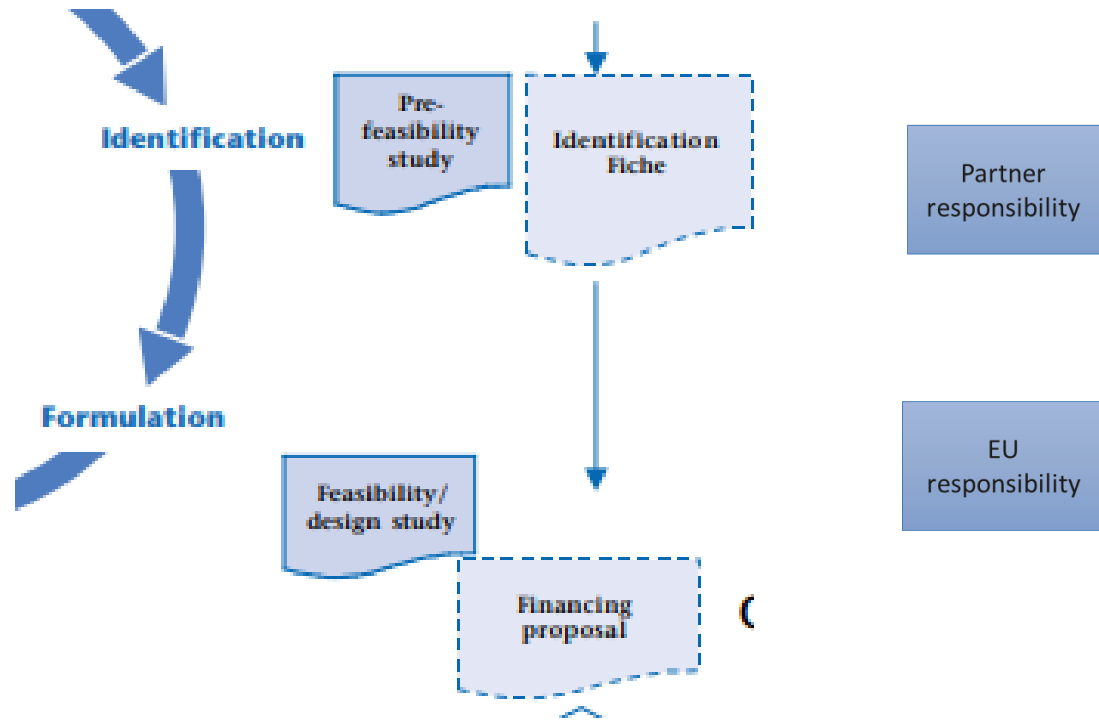 Identification
Pre-
feasibility
study
Identification
Fiche
Partner
responsibility
Formulation
Feasibility/
design study
Financing
proposal
EU
responsibility